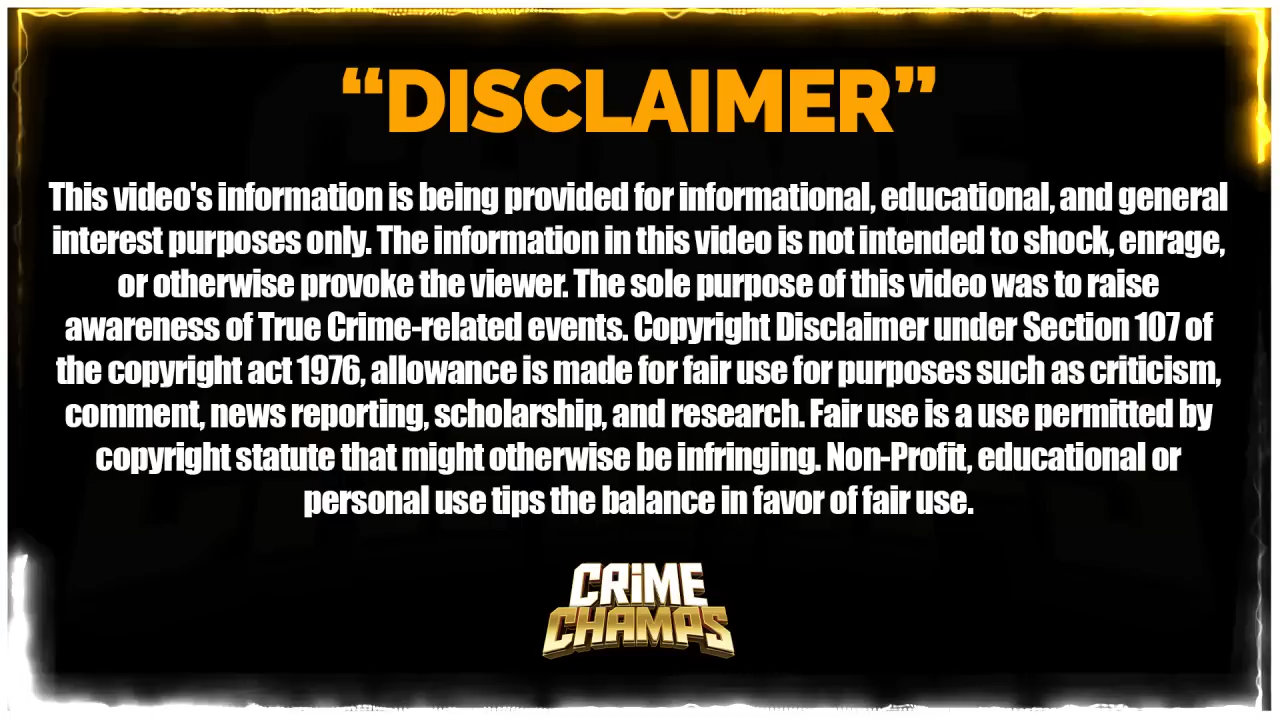 “DISCLAIMER”
This video's information is being provided for informational, educational, and general
interest purposes only. The information in this video is not intended to shock, enrage,
or otherwise provoke the viewer. The sole purpose of this video was to raise
awareness of True Crime-related events. Copyright Disclaimer under Section 107 of
the copyright act 1976, allowance is made for fair use for purposes such as criticism,
comment, news reporting, scholarship, and research. Fair use is a use permitted by
copyright statute that might otherwise be infringing. Non-Profit, educational or
personal use tips the balance in favor of fair use.
CRiME
CHAMPS